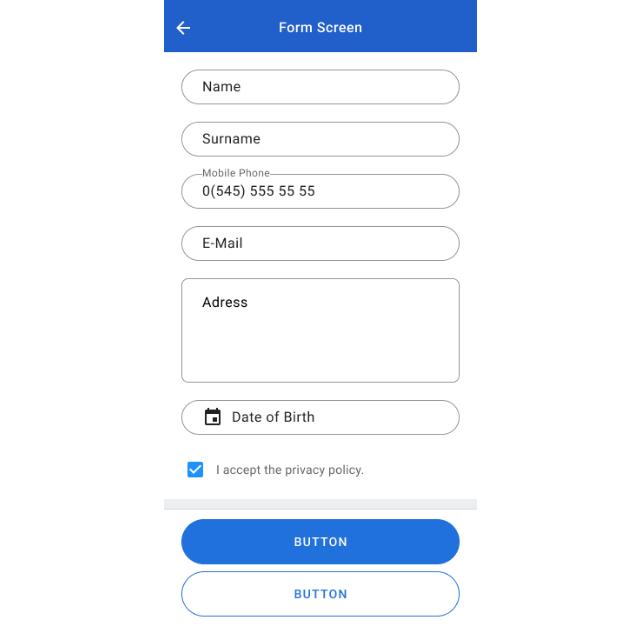 Form Screen
Name
Surname
Mobile Phone
0(545) 555 55 55
E-Mail
Adress
Date of Birth
I accept the privacy policy.
BUTTON
BUTTON